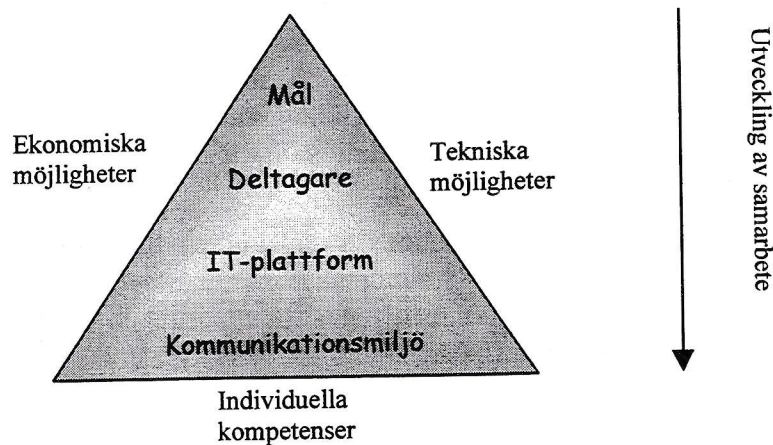 Mål
Ekonomiska
möjligheter
Tekniska
möjligheter
Deltagare
IT-plattform
Kommunikationsmiljö
Individuella
kompetenser
Utveckling av samarbete